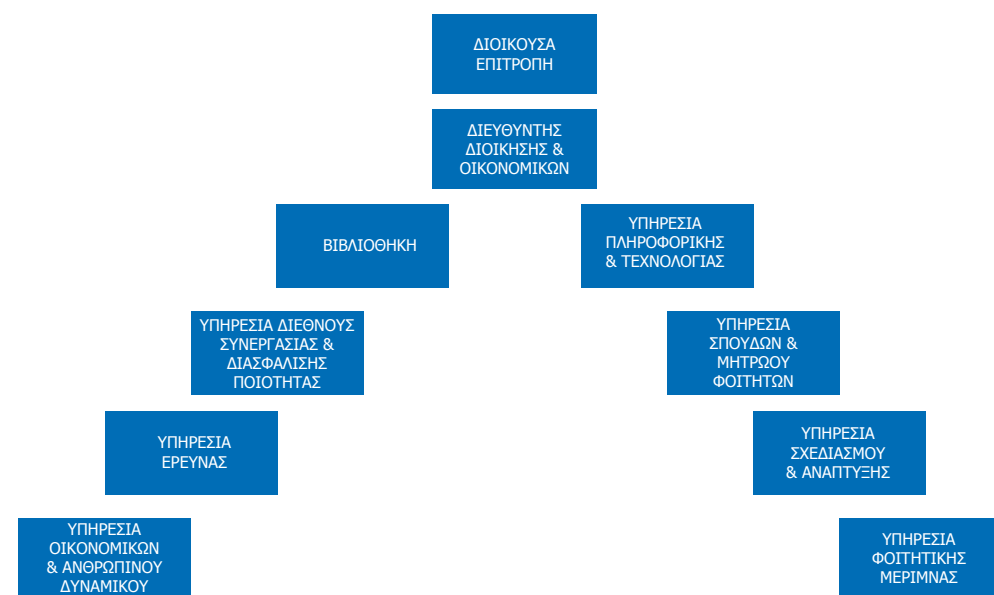 ΔΙΟΙΚΟΥΣΑ
ΕΠΙΤΡΟΠΗ
ΔΙΕΥΘΥΝΤΗΣ
ΔΙΟΙΚΗΣΗΣ &
ΟΙΚΟΝΟΜΙΚΩΝ
ΒΙΒΛΙΟΘΗΚΗ
ΥΠΗΡΕΣΙΑ
ΠΛΗΡΟΦΟΡΙΚΗΣ
& ΤΕΧΝΟΛΟΓΙΑΣ
ΥΠΗΡΕΣΙΑ ΔΙΕΘΝΟΥΣ
ΣΥΝΕΡΓΑΣΙΑΣ &
ΔΙΑΣΦΑΛΙΣΗΣ
ΠΟΙΟΤΗΤΑΣ
ΥΠΗΡΕΣΙΑ
ΣΠΟΥΔΩΝ &
ΜΗΤΡΩΟΥ
ΦΟΙΤΗΤΩΝ
ΥΠΗΡΕΣΙΑ
ΕΡΕΥΝΑΣ
ΥΠΗΡΕΣΙΑ
ΣΧΕΔΙΑΣΜΟΥ
& ΑΝΑΠΤΥΞΗΣ
ΥΠΗΡΕΣΙΑ
ΟΙΚΟΝΟΜΙΚΩΝ
& ΑΝΘΡΩΠΙΝΟΥ
ΔΥΝΑΜΙΚΟΥ
ΥΠΗΡΕΣΙΑ
ΦΟΙΤΗΤΙΚΗΣ
ΜΕΡΙΜΝΑΣ